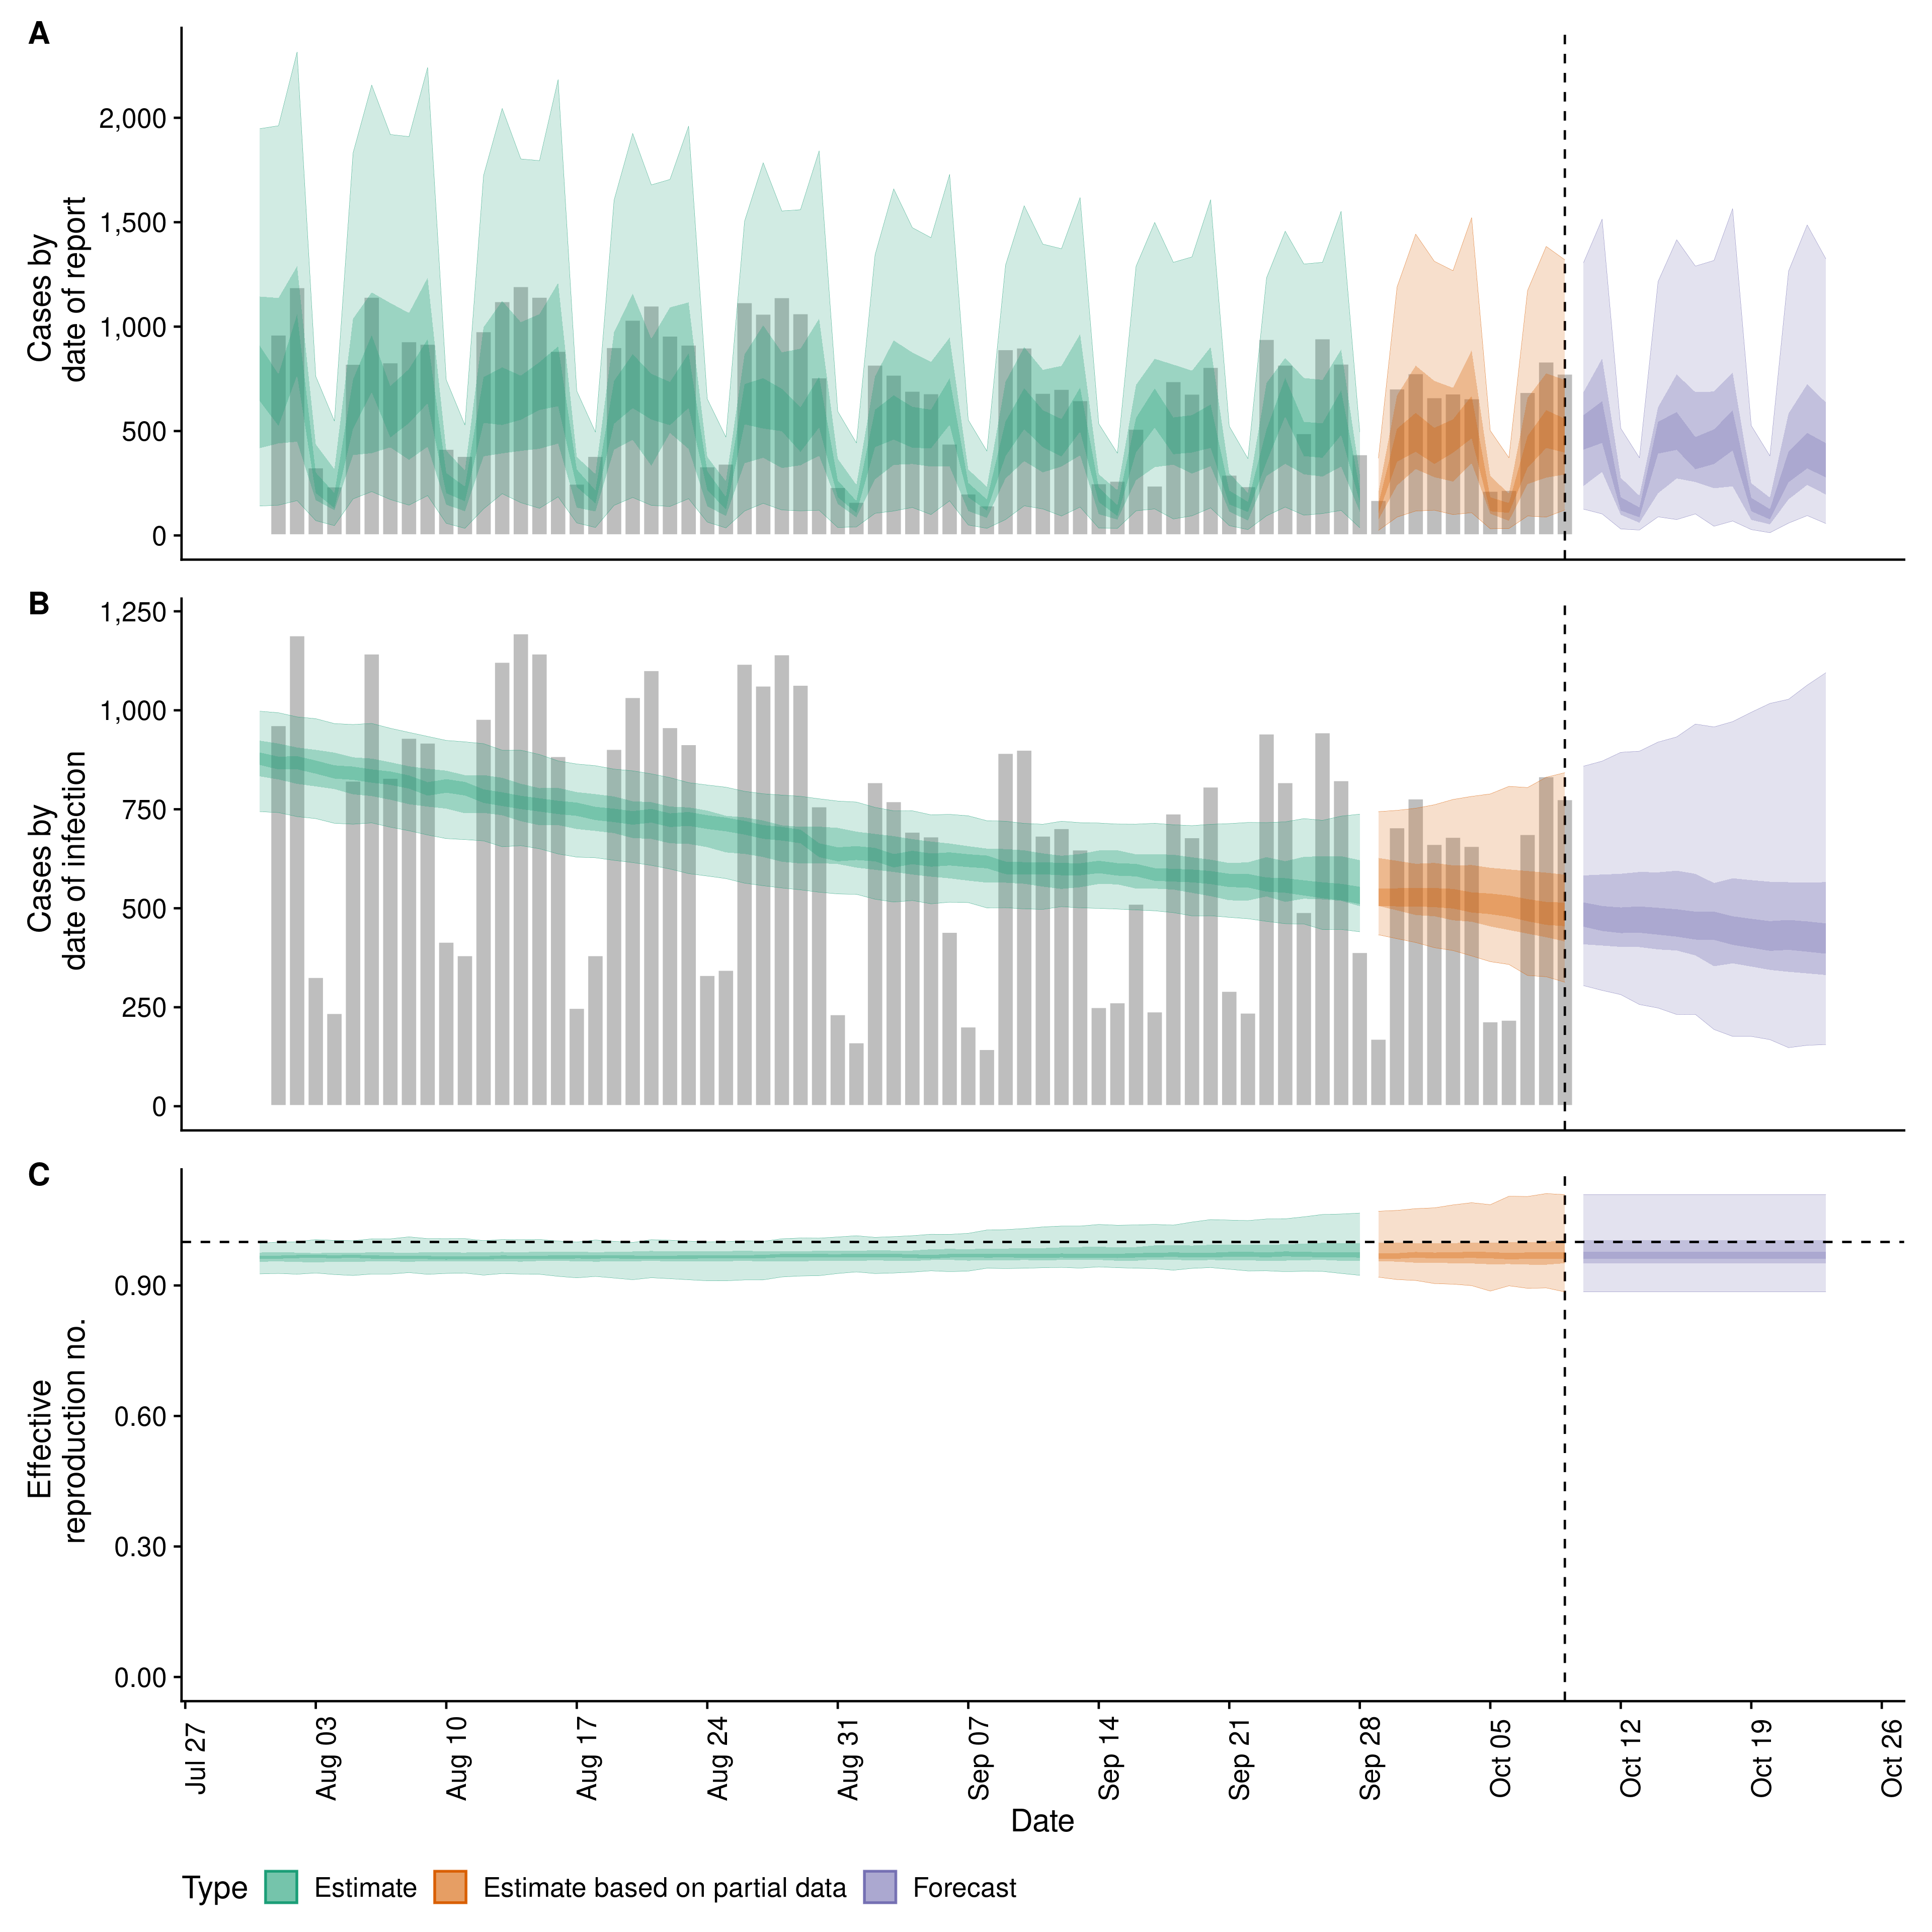 A
Cases by
date of report
2,000
1,500
1,000
500
0
B
Cases by
date of infection
1,250
1,000
750
500
250
0
C
Effective
reproduction no.
0.90
0.60
0.30
0.00
Jul 27
Aug 03
Aug 10
Aug 17
Aug 24
Aug 31
Sep 07
Sep 14
Sep 21
Sep 28
Oct 05
Oct 12
Oct 19
Oct 26
Date
Type Estimate Estimate based on partial data Forecast